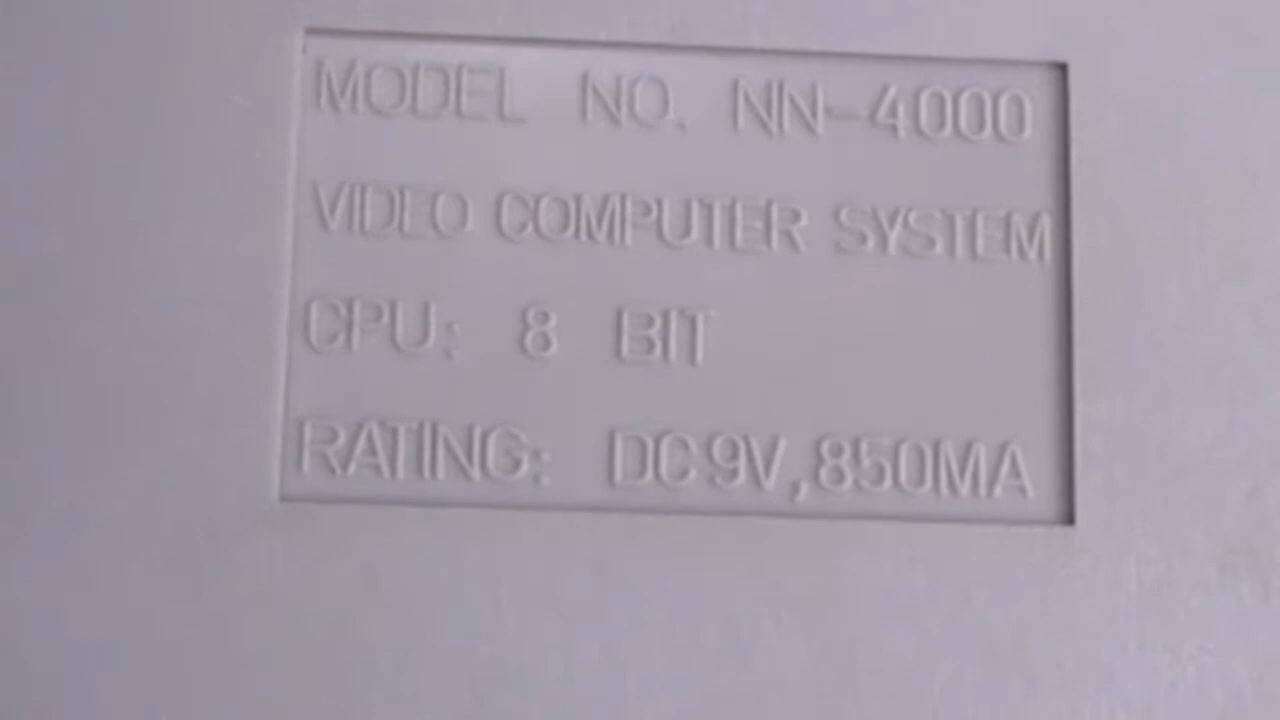 MODEL NO. NN-4000
VIDEO COMPUTER SYSTEM
CPU: 8 BIT
RATING: DC9V,850MA